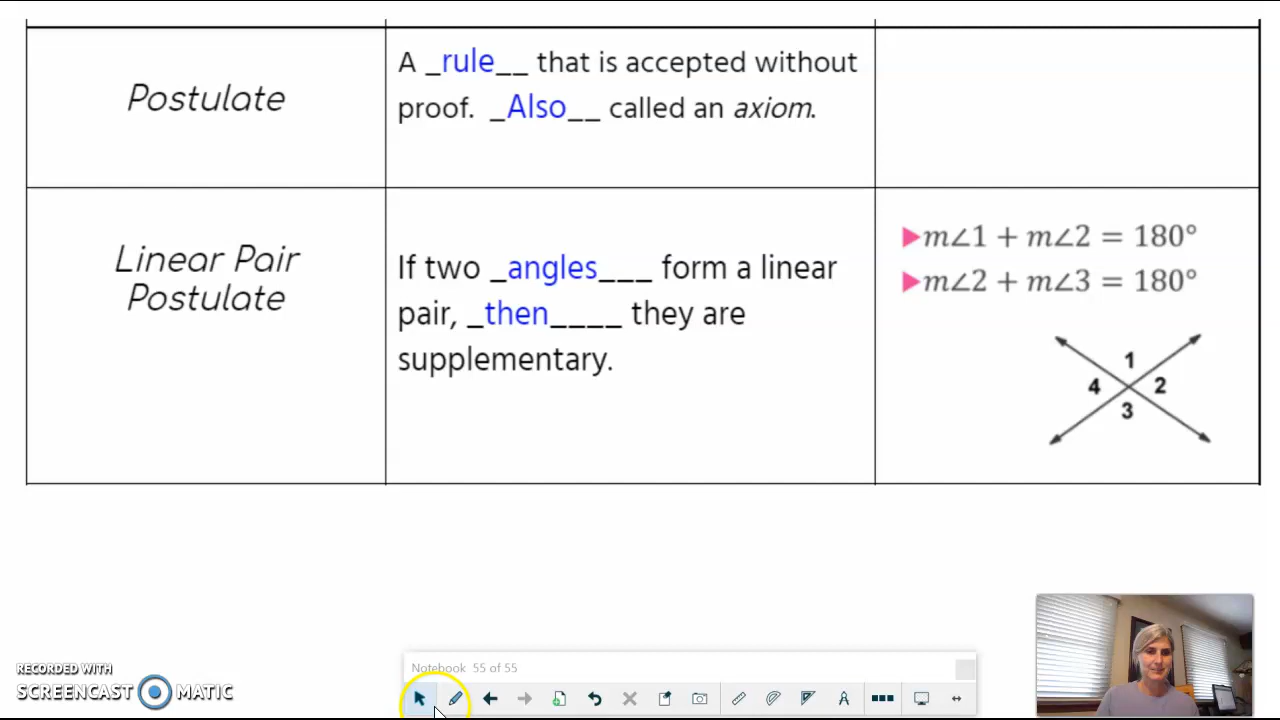 Postulate
A _rule__ that is accepted without
proof. _Also__ called an axiom.
Linear Pair
Postulate
If two _angles___ form a linear
pair, _then____ they are
supplementary.
▶m∠1 + m∠2 = 180°
▶m∠2 + m∠3 = 180°
1
4 2
3
Notebook 55 of 55
RECORDED WITH
SCREENCAST MATIC